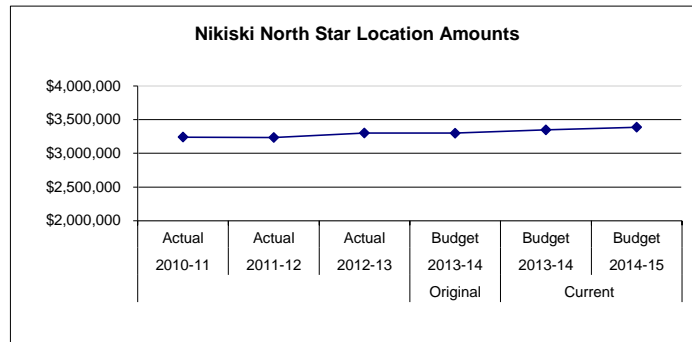 Nikiski North Star Location Amounts
$4,000,000
$3,500,000
$3,000,000
$2,500,000
$2,000,000
Actual Actual Actual Budget Budget Budget
2010-11 2011-12 2012-13 2013-14 2013-14 2014-15
Original Current